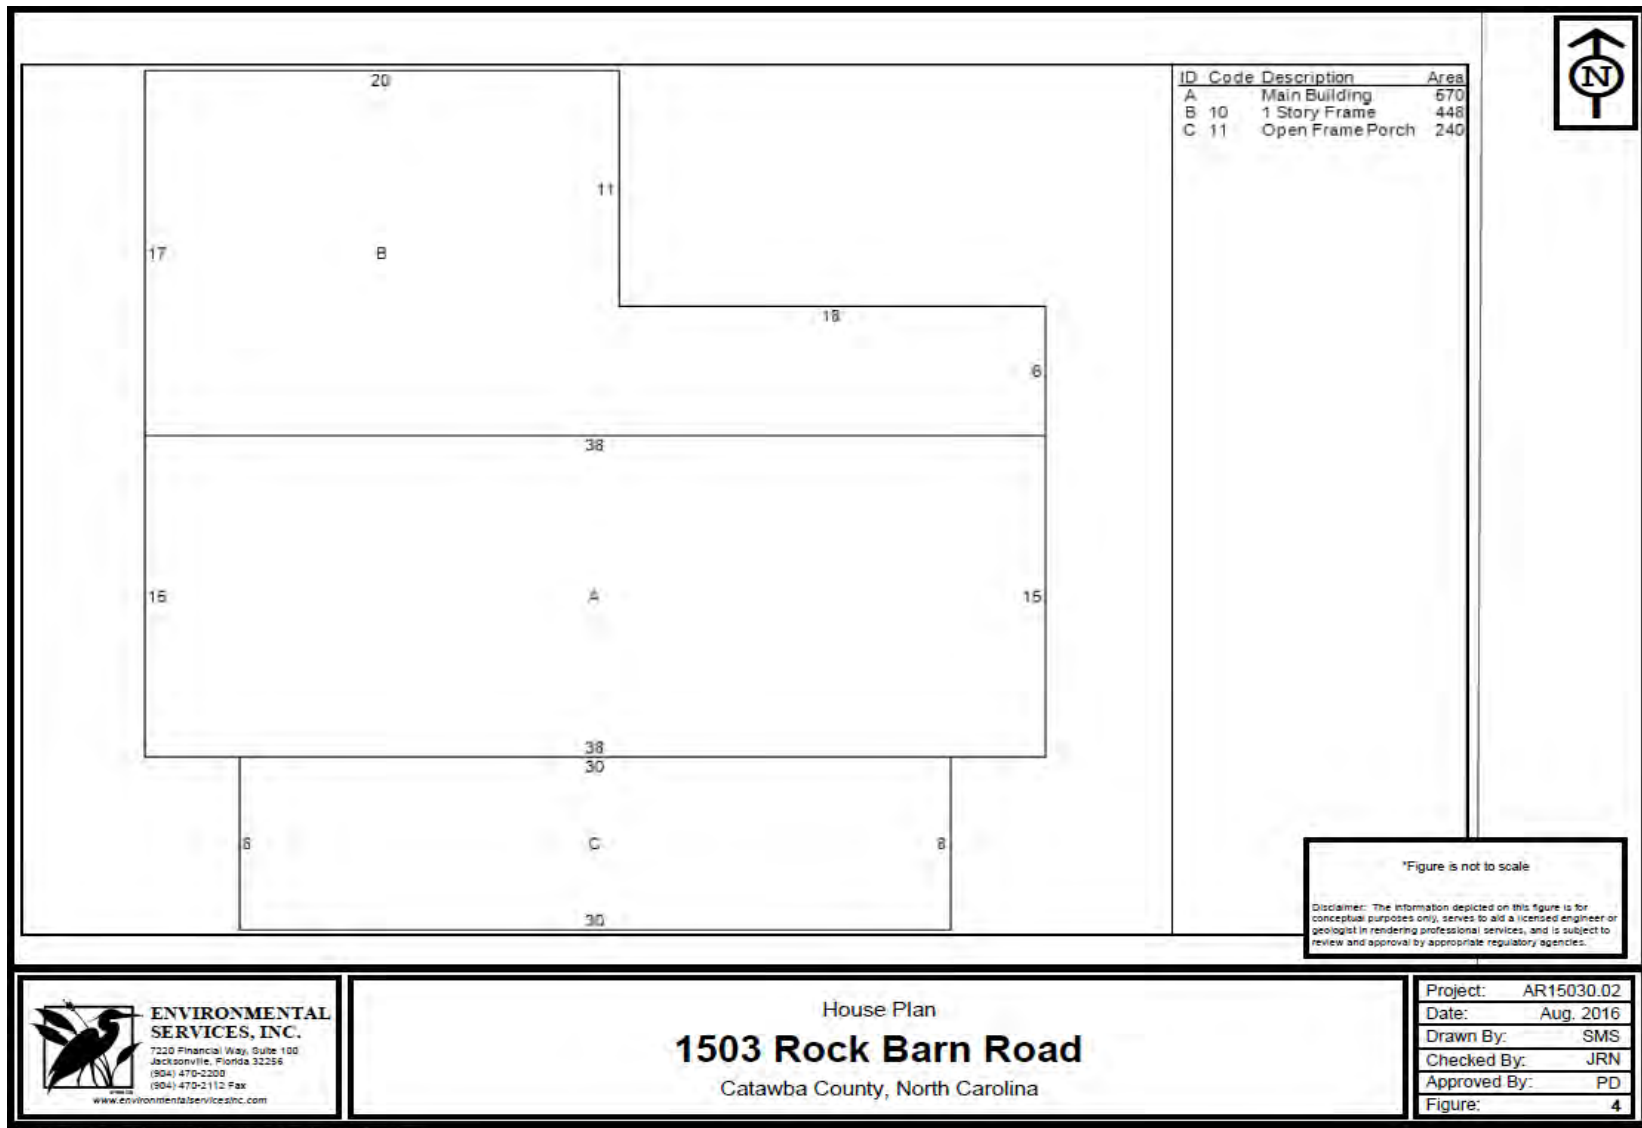 20
11
17
B
18
6
38
15
A
15
38
30
8
C
8
30
ID Code Description Area
A Main Building 570
B 10 1 Story Frame 448
C 11 Open Frame Porch 240
N
*Figure is not to scale
Disclaimer: The information depicted on this figure is for
conceptual purposes only, serves to aid a licensed engineer or
geologist in rendering professional services, and is subject to
review and approval by appropriate regulatory agencies.
ENVIRONMENTAL
SERVICES, INC.
7220 Financial Way, Suite 100
Jacksonville, Florida 32256
(904) 470-2200
(904) 470-2112 Fax
www.environmentalservicesinc.com
House Plan
1503 Rock Barn Road
Catawba County, North Carolina
Project: AR15030.02
Date: Aug. 2016
Drawn By: SMS
Checked By: JRN
Approved By: PD
Figure: 4